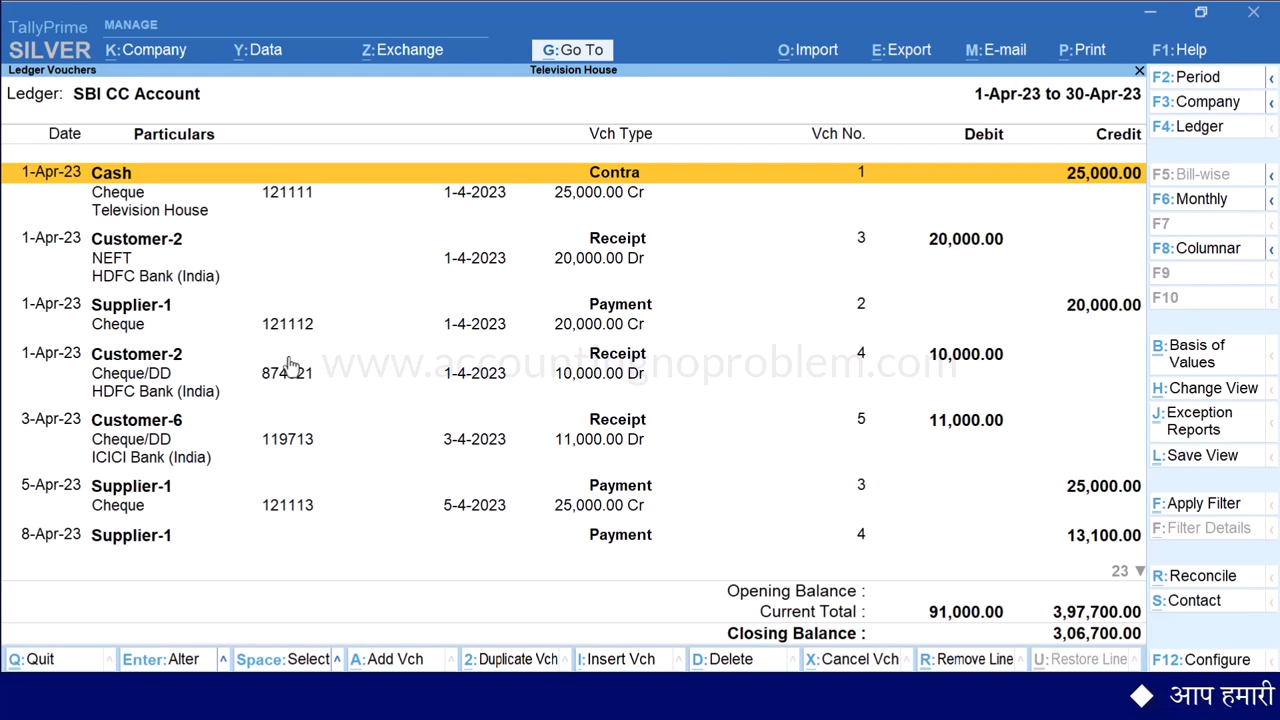 TallyPrime MANAGE
SILVER K:Company Y:Data Z:Exchange G:Go To O:Import E:Export M:E-mail P:Print F1:Help
Ledger Vouchers Television House
Ledger: SBI CC Account 1-Apr-23 to 30-Apr-23
Date Particulars Vch Type Vch No. Debit Credit
1-Apr-23 Cash Contra 1 25,000.00
Cheque 121111 1-4-2023 25,000.00 Cr
Television House
1-Apr-23 Customer-2 Receipt 3 20,000.00
NEFT 1-4-2023 20,000.00 Dr
HDFC Bank (India)
1-Apr-23 Supplier-1 Payment 2 20,000.00
Cheque 121112 1-4-2023 20,000.00 Cr
1-Apr-23 Customer-2 Receipt 4 10,000.00
www.accountingnoproblem.com
Cheque/DD 1-4-2023 10,000.00 Dr
HDFC Bank (India)
3-Apr-23 Customer-6 Receipt 5 11,000.00
Cheque/DD 119713 3-4-2023 11,000.00 Dr
ICICI Bank (India)
5-Apr-23 Supplier-1 Payment 3 25,000.00
Cheque 121113 5-4-2023 25,000.00 Cr
8-Apr-23 Supplier-1 Payment 4 13,100.00
23
Opening Balance :
Current Total : 91,000.00 3,97,700.00
Closing Balance : 3,06,700.00
F2:Period
F3:Company
F4:Ledger
F5:Bill-wise
F6:Monthly
F7
F8:Columnar
F9
F10
B:Basis of
Values
H:Change View
J:Exception
Reports
L:Save View
F:Apply Filter
F:Filter Details
R:Reconcile
S:Contact
Q:Quit Enter:Alter Space:Select A:Add Vch 2:Duplicate Vch I:Insert Vch D:Delete X:Cancel Vch R:Remove Line U:Restore Line F12:Configure
आप हमारी